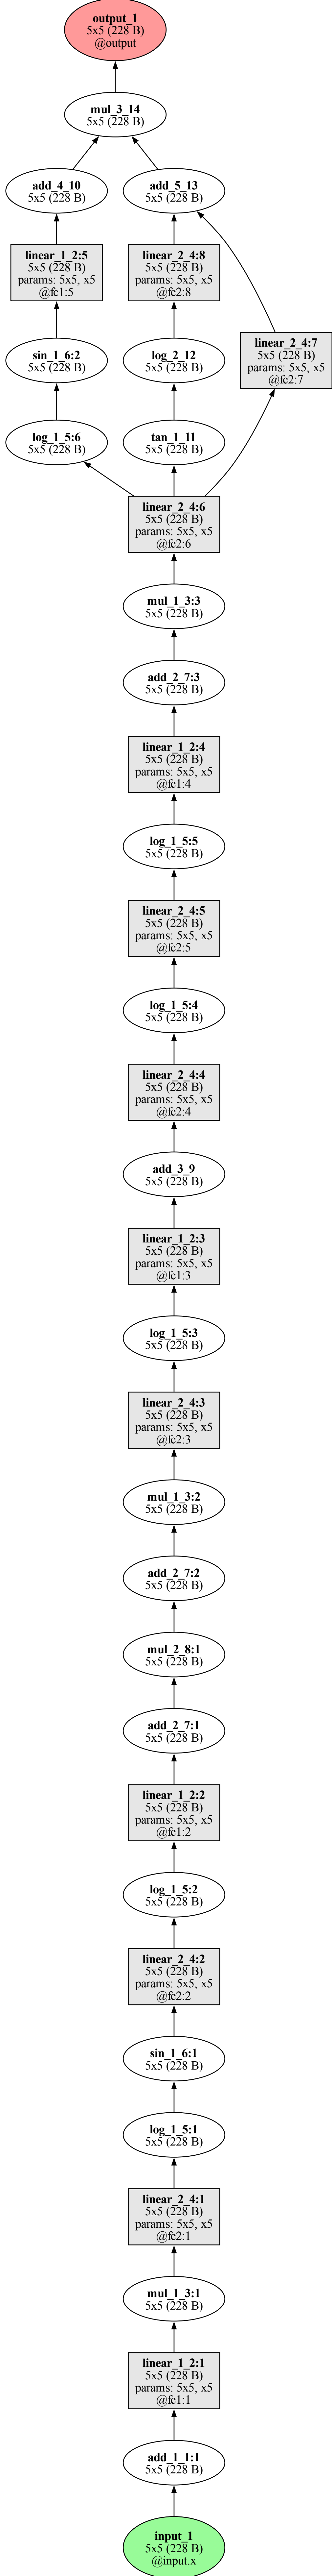 output_1
5x5 (228 B)
@output
mul_3_14
5x5 (228 B)
add_4_10
5x5 (228 B)
add_5_13
5x5 (228 B)
linear_1_2:5
5x5 (228 B)
params: 5x5, x5
@fc1:5
linear_2_4:8
5x5 (228 B)
params: 5x5, x5
@fc2:8
linear_2_4:7
5x5 (228 B)
params: 5x5, x5
@fc2:7
sin_1_6:2
5x5 (228 B)
log_2_12
5x5 (228 B)
log_1_5:6
5x5 (228 B)
tan_1_11
5x5 (228 B)
linear_2_4:6
5x5 (228 B)
params: 5x5, x5
@fc2:6
mul_1_3:3
5x5 (228 B)
add_2_7:3
5x5 (228 B)
linear_1_2:4
5x5 (228 B)
params: 5x5, x5
@fc1:4
log_1_5:5
5x5 (228 B)
linear_2_4:5
5x5 (228 B)
params: 5x5, x5
@fc2:5
log_1_5:4
5x5 (228 B)
linear_2_4:4
5x5 (228 B)
params: 5x5, x5
@fc2:4
add_3_9
5x5 (228 B)
linear_1_2:3
5x5 (228 B)
params: 5x5, x5
@fc1:3
log_1_5:3
5x5 (228 B)
linear_2_4:3
5x5 (228 B)
params: 5x5, x5
@fc2:3
mul_1_3:2
5x5 (228 B)
add_2_7:2
5x5 (228 B)
mul_2_8:1
5x5 (228 B)
add_2_7:1
5x5 (228 B)
linear_1_2:2
5x5 (228 B)
params: 5x5, x5
@fc1:2
log_1_5:2
5x5 (228 B)
linear_2_4:2
5x5 (228 B)
params: 5x5, x5
@fc2:2
sin_1_6:1
5x5 (228 B)
log_1_5:1
5x5 (228 B)
linear_2_4:1
5x5 (228 B)
params: 5x5, x5
@fc2:1
mul_1_3:1
5x5 (228 B)
linear_1_2:1
5x5 (228 B)
params: 5x5, x5
@fc1:1
add_1_1:1
5x5 (228 B)
input_1
5x5 (228 B)
@input.x